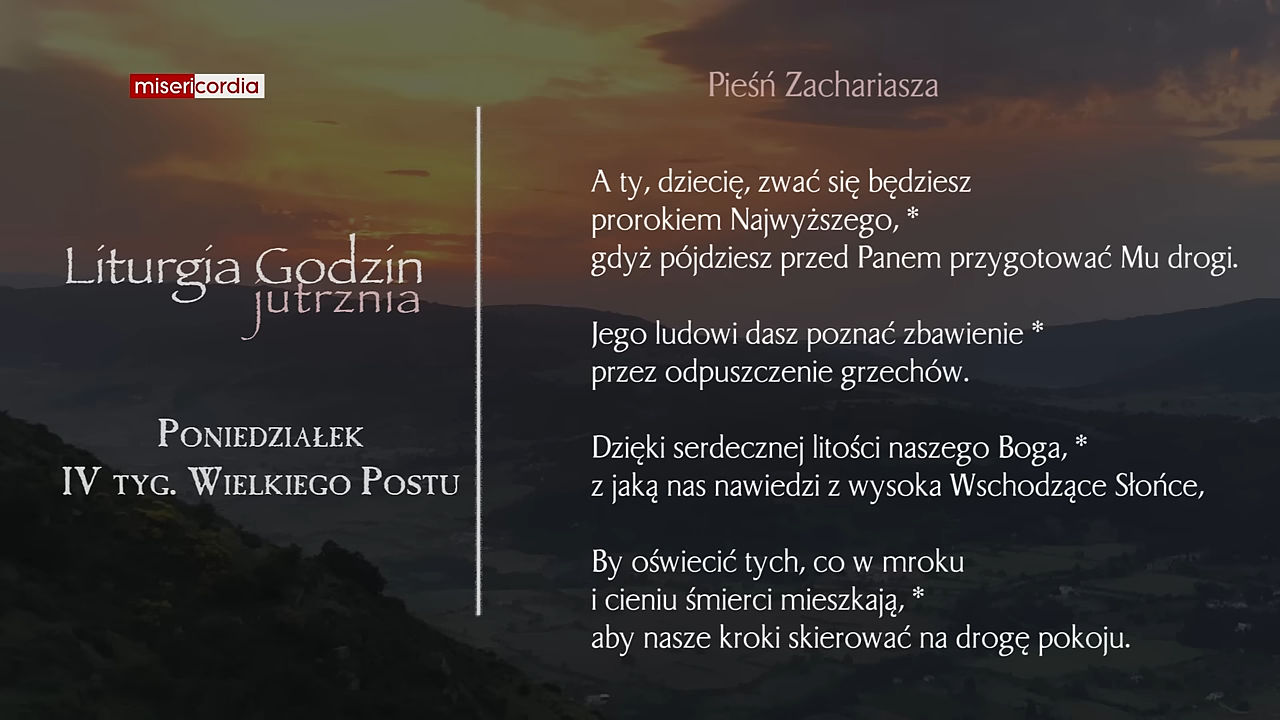 misericordia
Liturgia Godzin
jutrznia
Poniedziałek
IV tyg. Wielkiego Postu
Pieśń Zachariasza
A ty, dziecię, zwać się będziesz
prorokiem Najwyższego, *
gdyż pójdziesz przed Panem przygotować Mu drogi.
Jego ludowi dasz poznać zbawienie *
przez odpuszczenie grzechów.
Dzięki serdecznej litości naszego Boga, *
z jaką nas nawiedzi z wysoka Wschodzące Słońce,
By oświecić tych, co w mroku
i cieniu śmierci mieszkają, *
aby nasze kroki skierować na drogę pokoju.